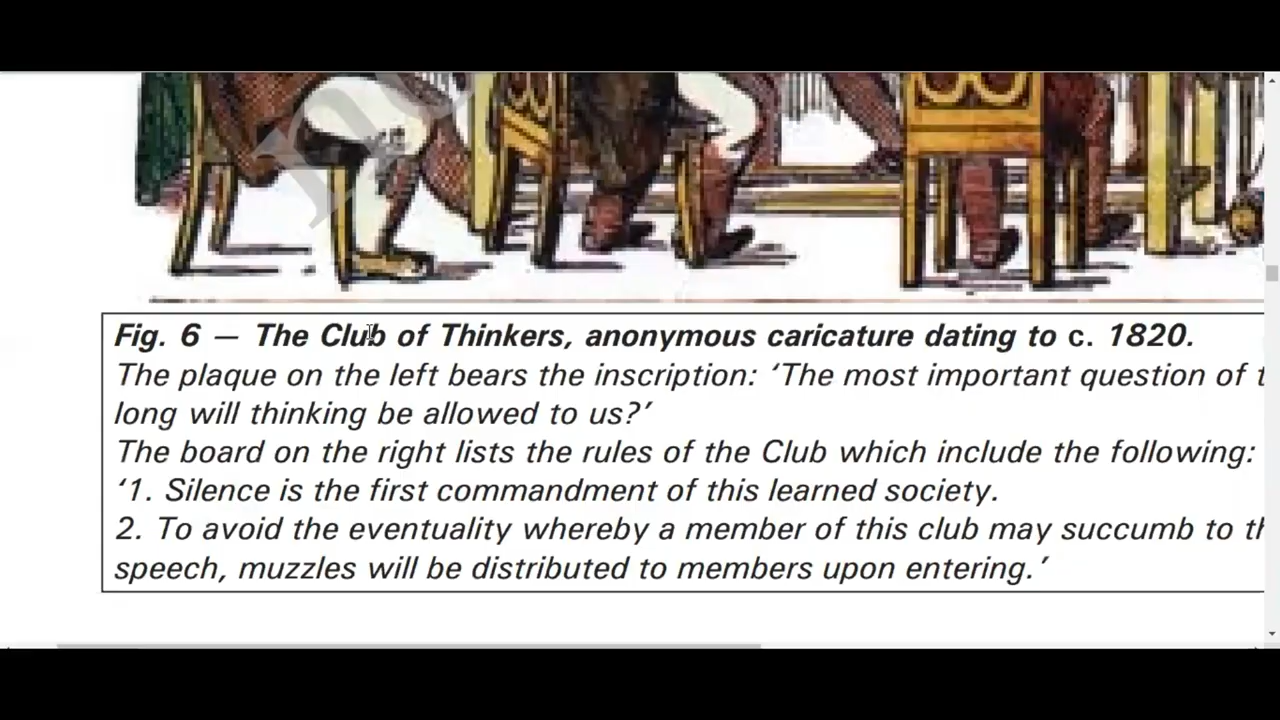 Fig. 6 — The Club of Thinkers, anonymous caricature dating to c. 1820.
The plaque on the left bears the inscription: ‘The most important question of
long will thinking be allowed to us?’
The board on the right lists the rules of the Club which include the following:
‘1. Silence is the first commandment of this learned society.
2. To avoid the eventuality whereby a member of this club may succumb to
speech, muzzles will be distributed to members upon entering.’